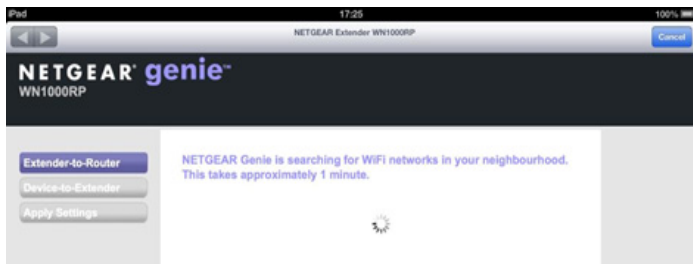 iPad
17:25
100%
NETGEAR Extender WN1000RP
Cancel
NETGEAR® genie™
WN1000RP
Extender-to-Router
Device-to-Extender
Apply Settings
NETGEAR Genie is searching for WiFi networks in your neighbourhood.
This takes approximately 1 minute.